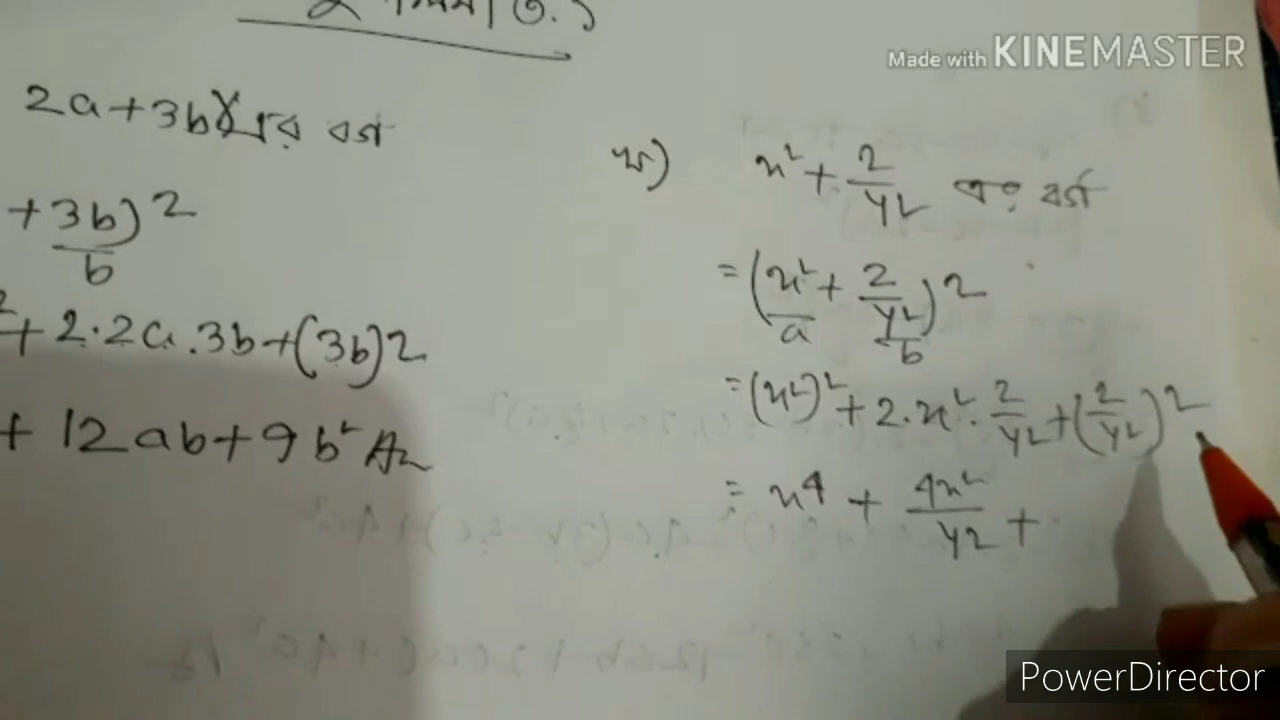 Made with KINEMASTER
2a+3b এর বর্গ
+3b)²
b
²+2·2a.3b+(3b)2
+ 12ab+9b² Ans
খ) x²+2/y² এর বর্গ
=(x²+2/y²)2
a b
=(x²)²+2·x²·2/y²+(2/y²)2
= x4 + 4x²/y2 +
PowerDirector